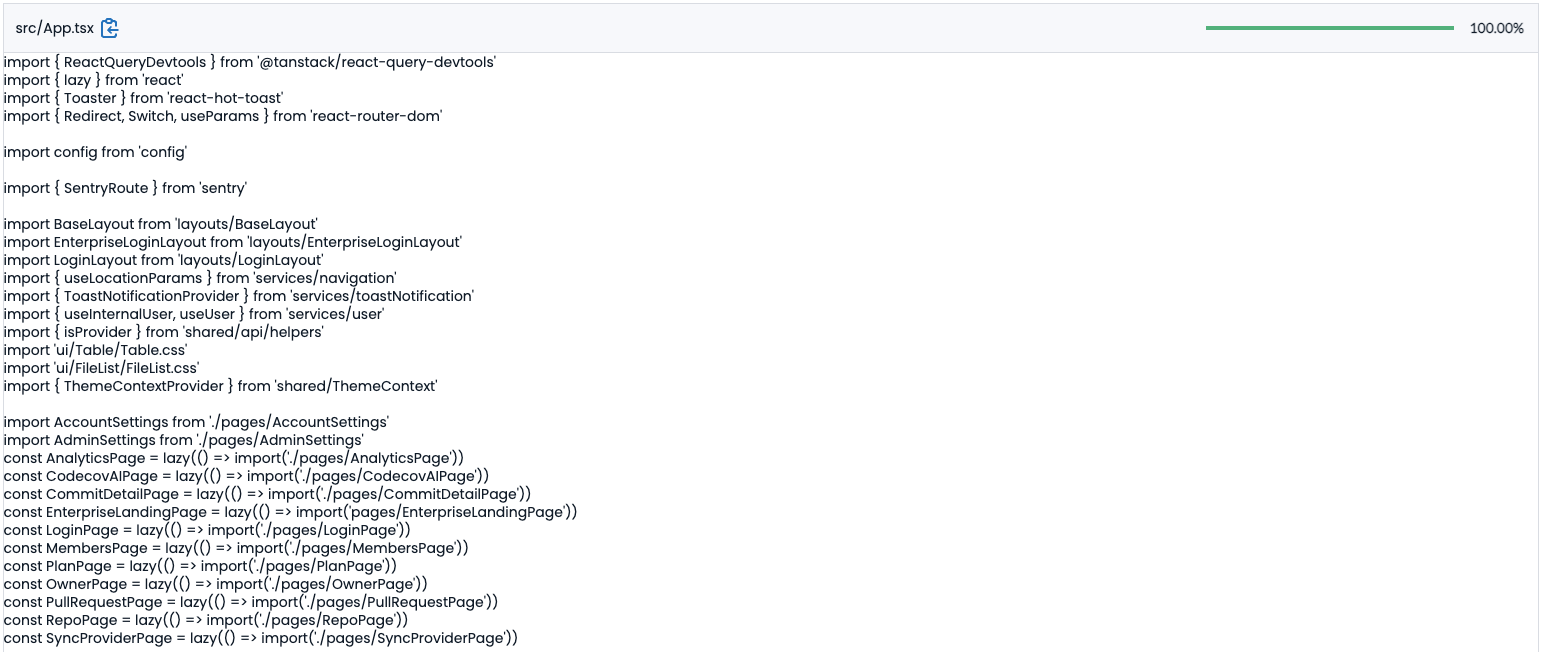 src/App.tsx
100.00%
import { ReactQueryDevtools } from '@tanstack/react-query-devtools'
import { lazy } from 'react'
import { Toaster } from 'react-hot-toast'
import { Redirect, Switch, useParams } from 'react-router-dom'
import config from 'config'
import { SentryRoute } from 'sentry'
import BaseLayout from 'layouts/BaseLayout'
import EnterpriseLoginLayout from 'layouts/EnterpriseLoginLayout'
import LoginLayout from 'layouts/LoginLayout'
import { useLocationParams } from 'services/navigation'
import { ToastNotificationProvider } from 'services/toastNotification'
import { useInternalUser, useUser } from 'services/user'
import { isProvider } from 'shared/api/helpers'
import 'ui/Table/Table.css'
import 'ui/FileList/FileList.css'
import { ThemeContextProvider } from 'shared/ThemeContext'
import AccountSettings from './pages/AccountSettings'
import AdminSettings from './pages/AdminSettings'
const AnalyticsPage = lazy(() => import('./pages/AnalyticsPage'))
const CodecovAIPage = lazy(() => import('./pages/CodecovAIPage'))
const CommitDetailPage = lazy(() => import('./pages/CommitDetailPage'))
const EnterpriseLandingPage = lazy(() => import('pages/EnterpriseLandingPage'))
const LoginPage = lazy(() => import('./pages/LoginPage'))
const MembersPage = lazy(() => import('./pages/MembersPage'))
const PlanPage = lazy(() => import('./pages/PlanPage'))
const OwnerPage = lazy(() => import('./pages/OwnerPage'))
const PullRequestPage = lazy(() => import('./pages/PullRequestPage'))
const RepoPage = lazy(() => import('./pages/RepoPage'))
const SyncProviderPage = lazy(() => import('./pages/SyncProviderPage'))